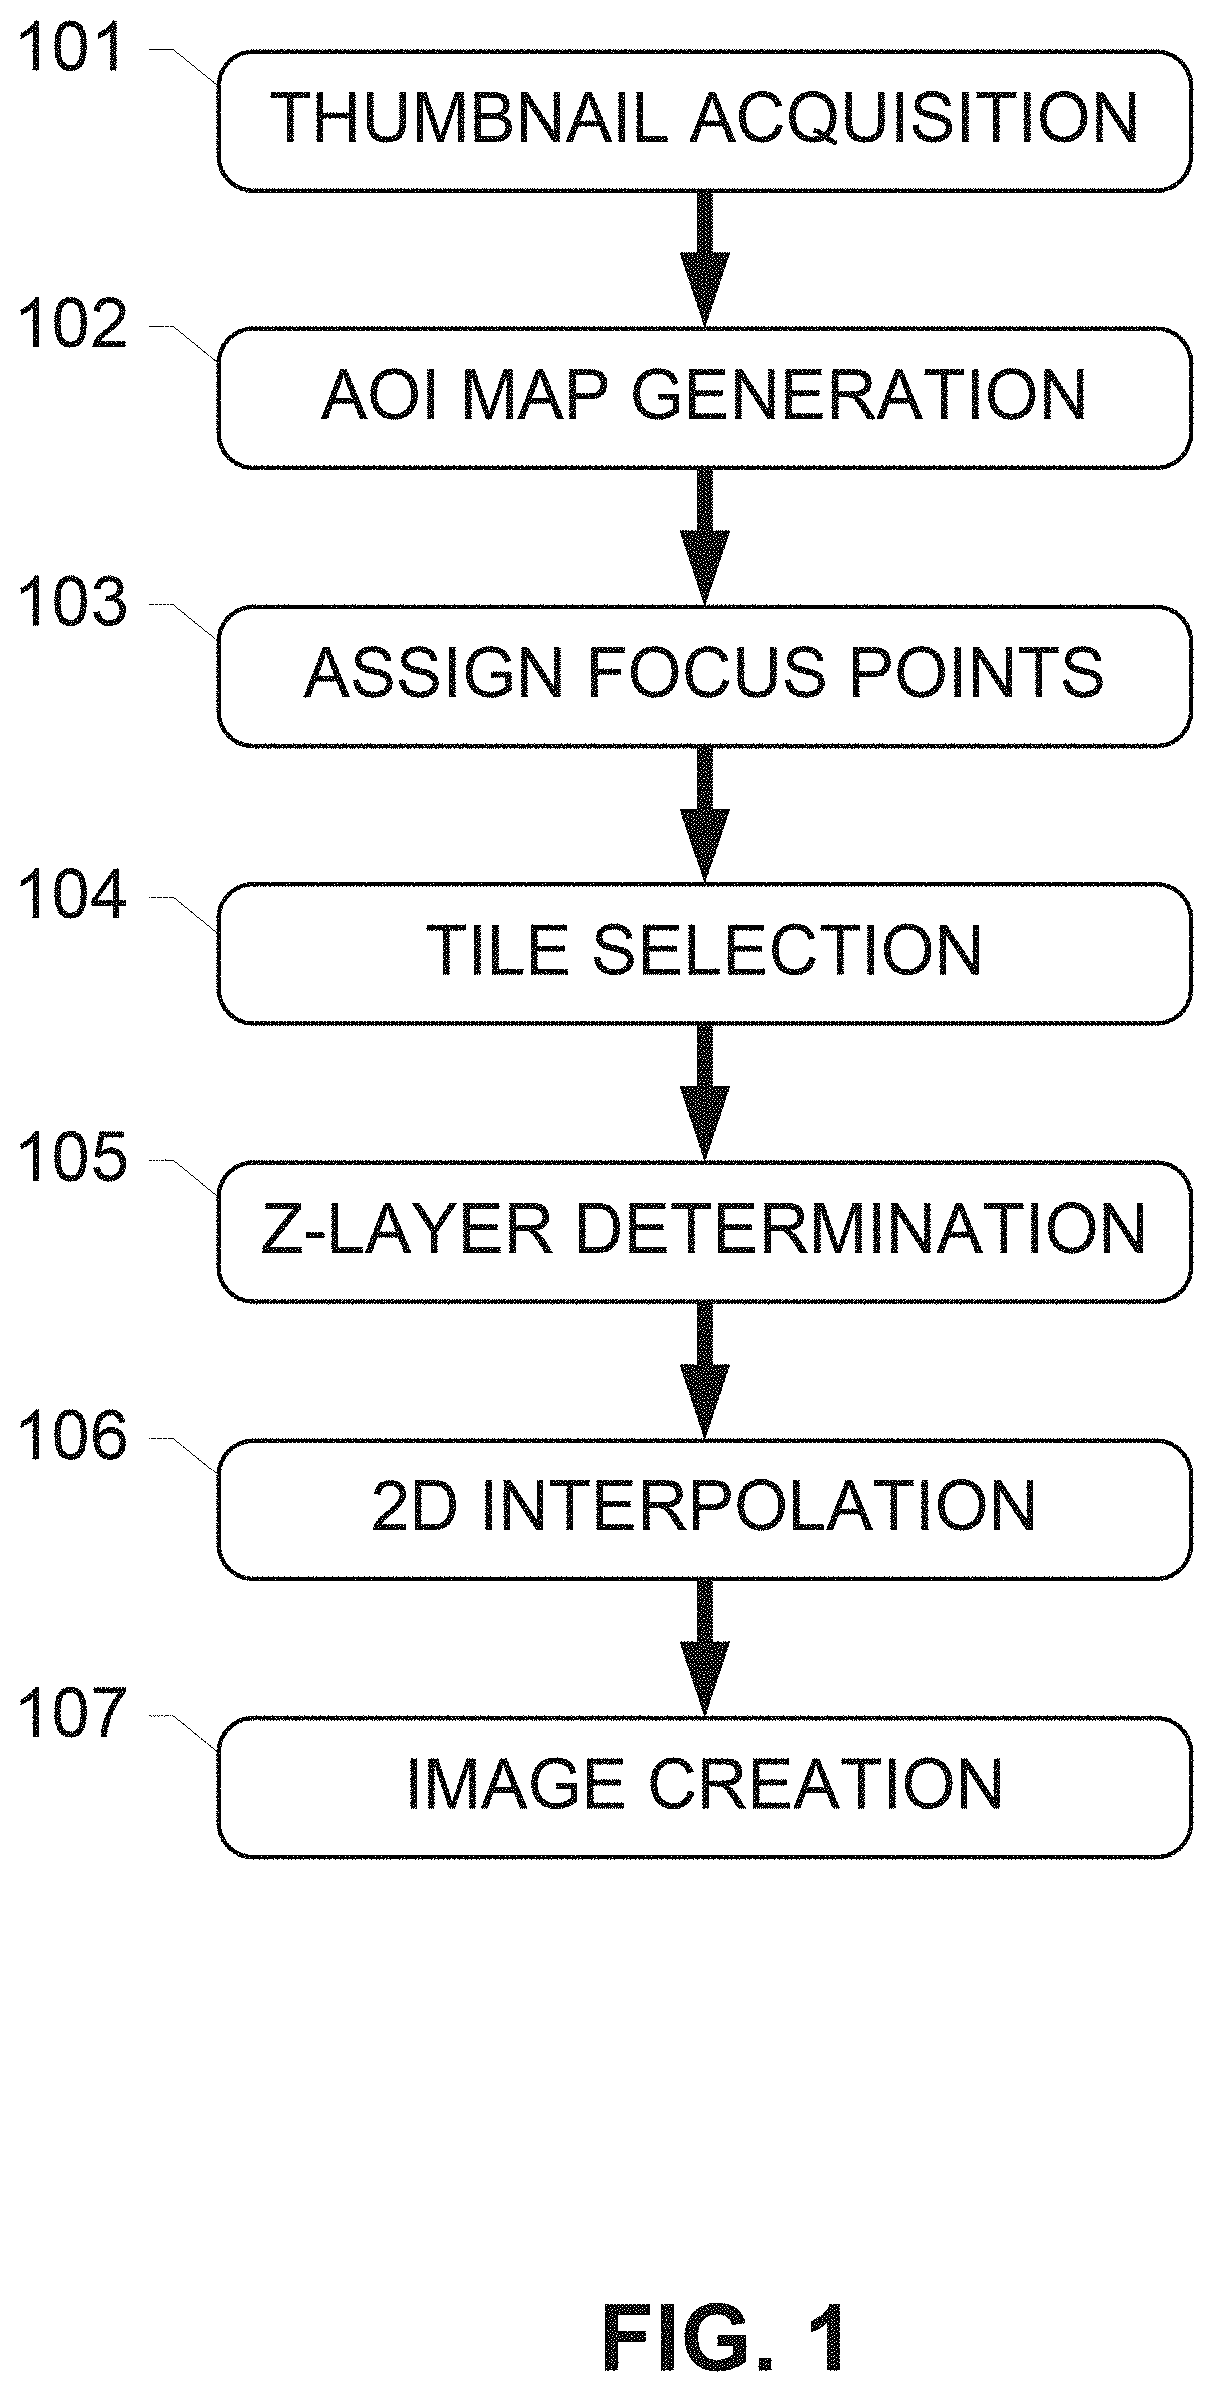 101
THUMBNAIL ACQUISITION
102
AOI MAP GENERATION
103
ASSIGN FOCUS POINTS
104
TILE SELECTION
105
Z-LAYER DETERMINATION
106
2D INTERPOLATION
107
IMAGE CREATION
FIG. 1